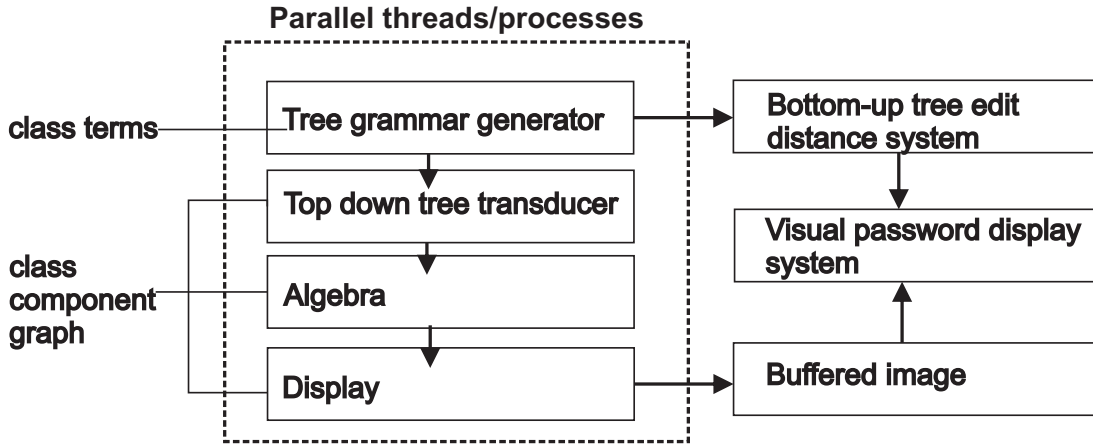 Parallel threads/processes
class terms
Tree grammar generator
Top down tree transducer
class
component
graph
Algebra
Display
Bottom-up tree edit
distance system
Visual password display
system
Buffered image